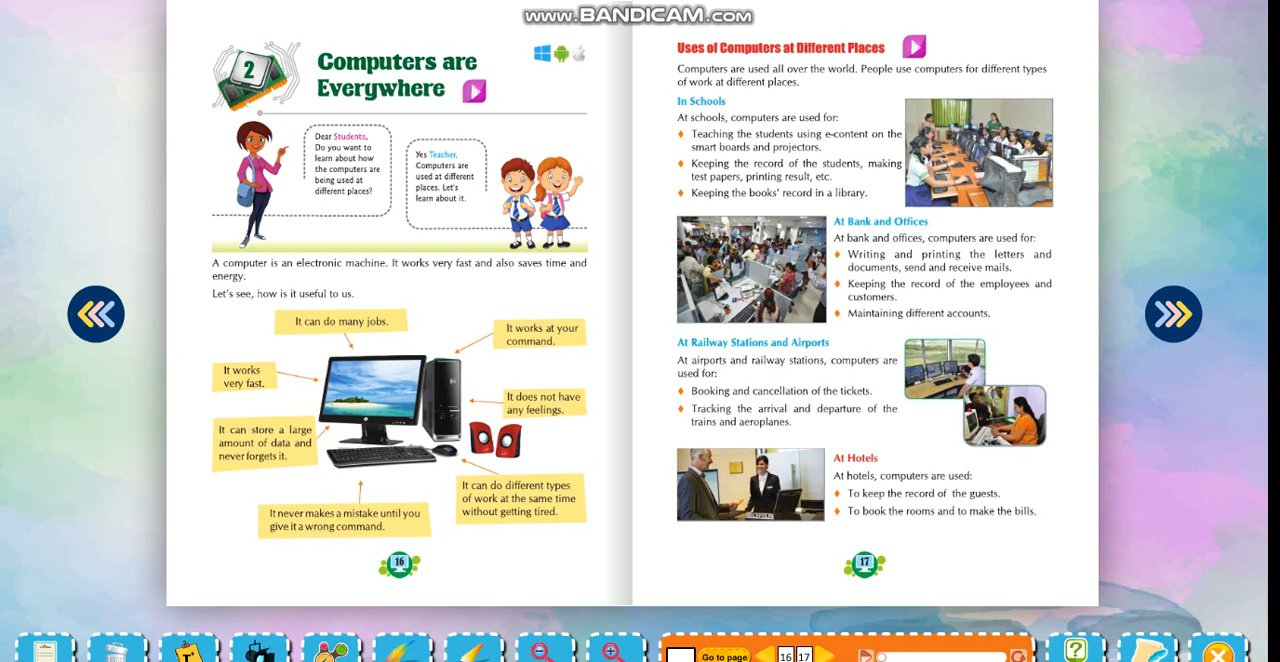 www.BANDICAM.com
2
Computers are
Everywhere
Dear Students,
Do you want to
learn about how
the computers are
being used at
different places?
Yes Teacher,
Computers are
used at different
places. Let's
learn about it.
A computer is an electronic machine. It works very fast and also saves time and
energy.
Let's see, how is it useful to us.
It can do many jobs.
It works at your
command.
It works
very fast.
It does not have
any feelings.
It can store a large
amount of data and
never forgets it.
It can do different types
of work at the same time
without getting tired.
It never makes a mistake until you
give it a wrong command.
16
Uses of Computers at Different Places
Computers are used all over the world. People use computers for different types
of work at different places.
In Schools
At schools, computers are used for:
Teaching the students using e-content on the
smart boards and projectors.
Keeping the record of the students, making
test papers, printing result, etc.
Keeping the books' record in a library.
At Bank and Offices
At bank and offices, computers are used for:
Writing and printing the letters and
documents, send and receive mails.
Keeping the record of the employees and
customers.
Maintaining different accounts.
At Railway Stations and Airports
At airports and railway stations, computers are
used for:
Booking and cancellation of the tickets.
Tracking the arrival and departure of the
trains and aeroplanes.
At Hotels
At hotels, computers are used:
To keep the record of the guests.
To book the rooms and to make the bills.
RECEPTION
17
T
Go to page
16 17
?